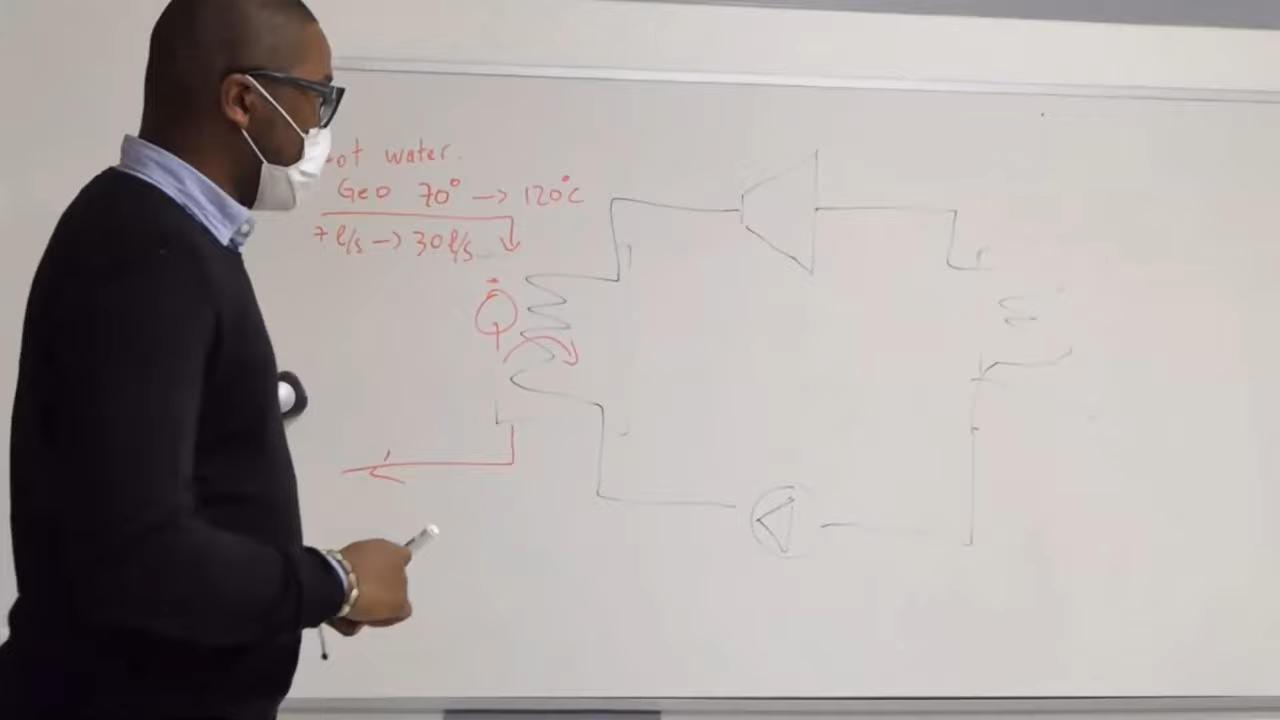 ot water.
Geo 70° → 120°C
7 l/s → 30 l/s
Q̇